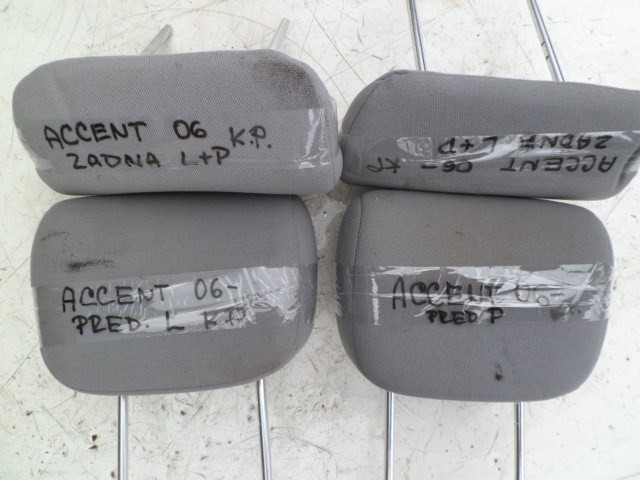 ACCENT 06 K.P.
ZADNA L+P
ACCENT 06- KP
ZADNA L+D
ACCENT 06-
PRED. L K.P.
ACCENT 06-
PRED P